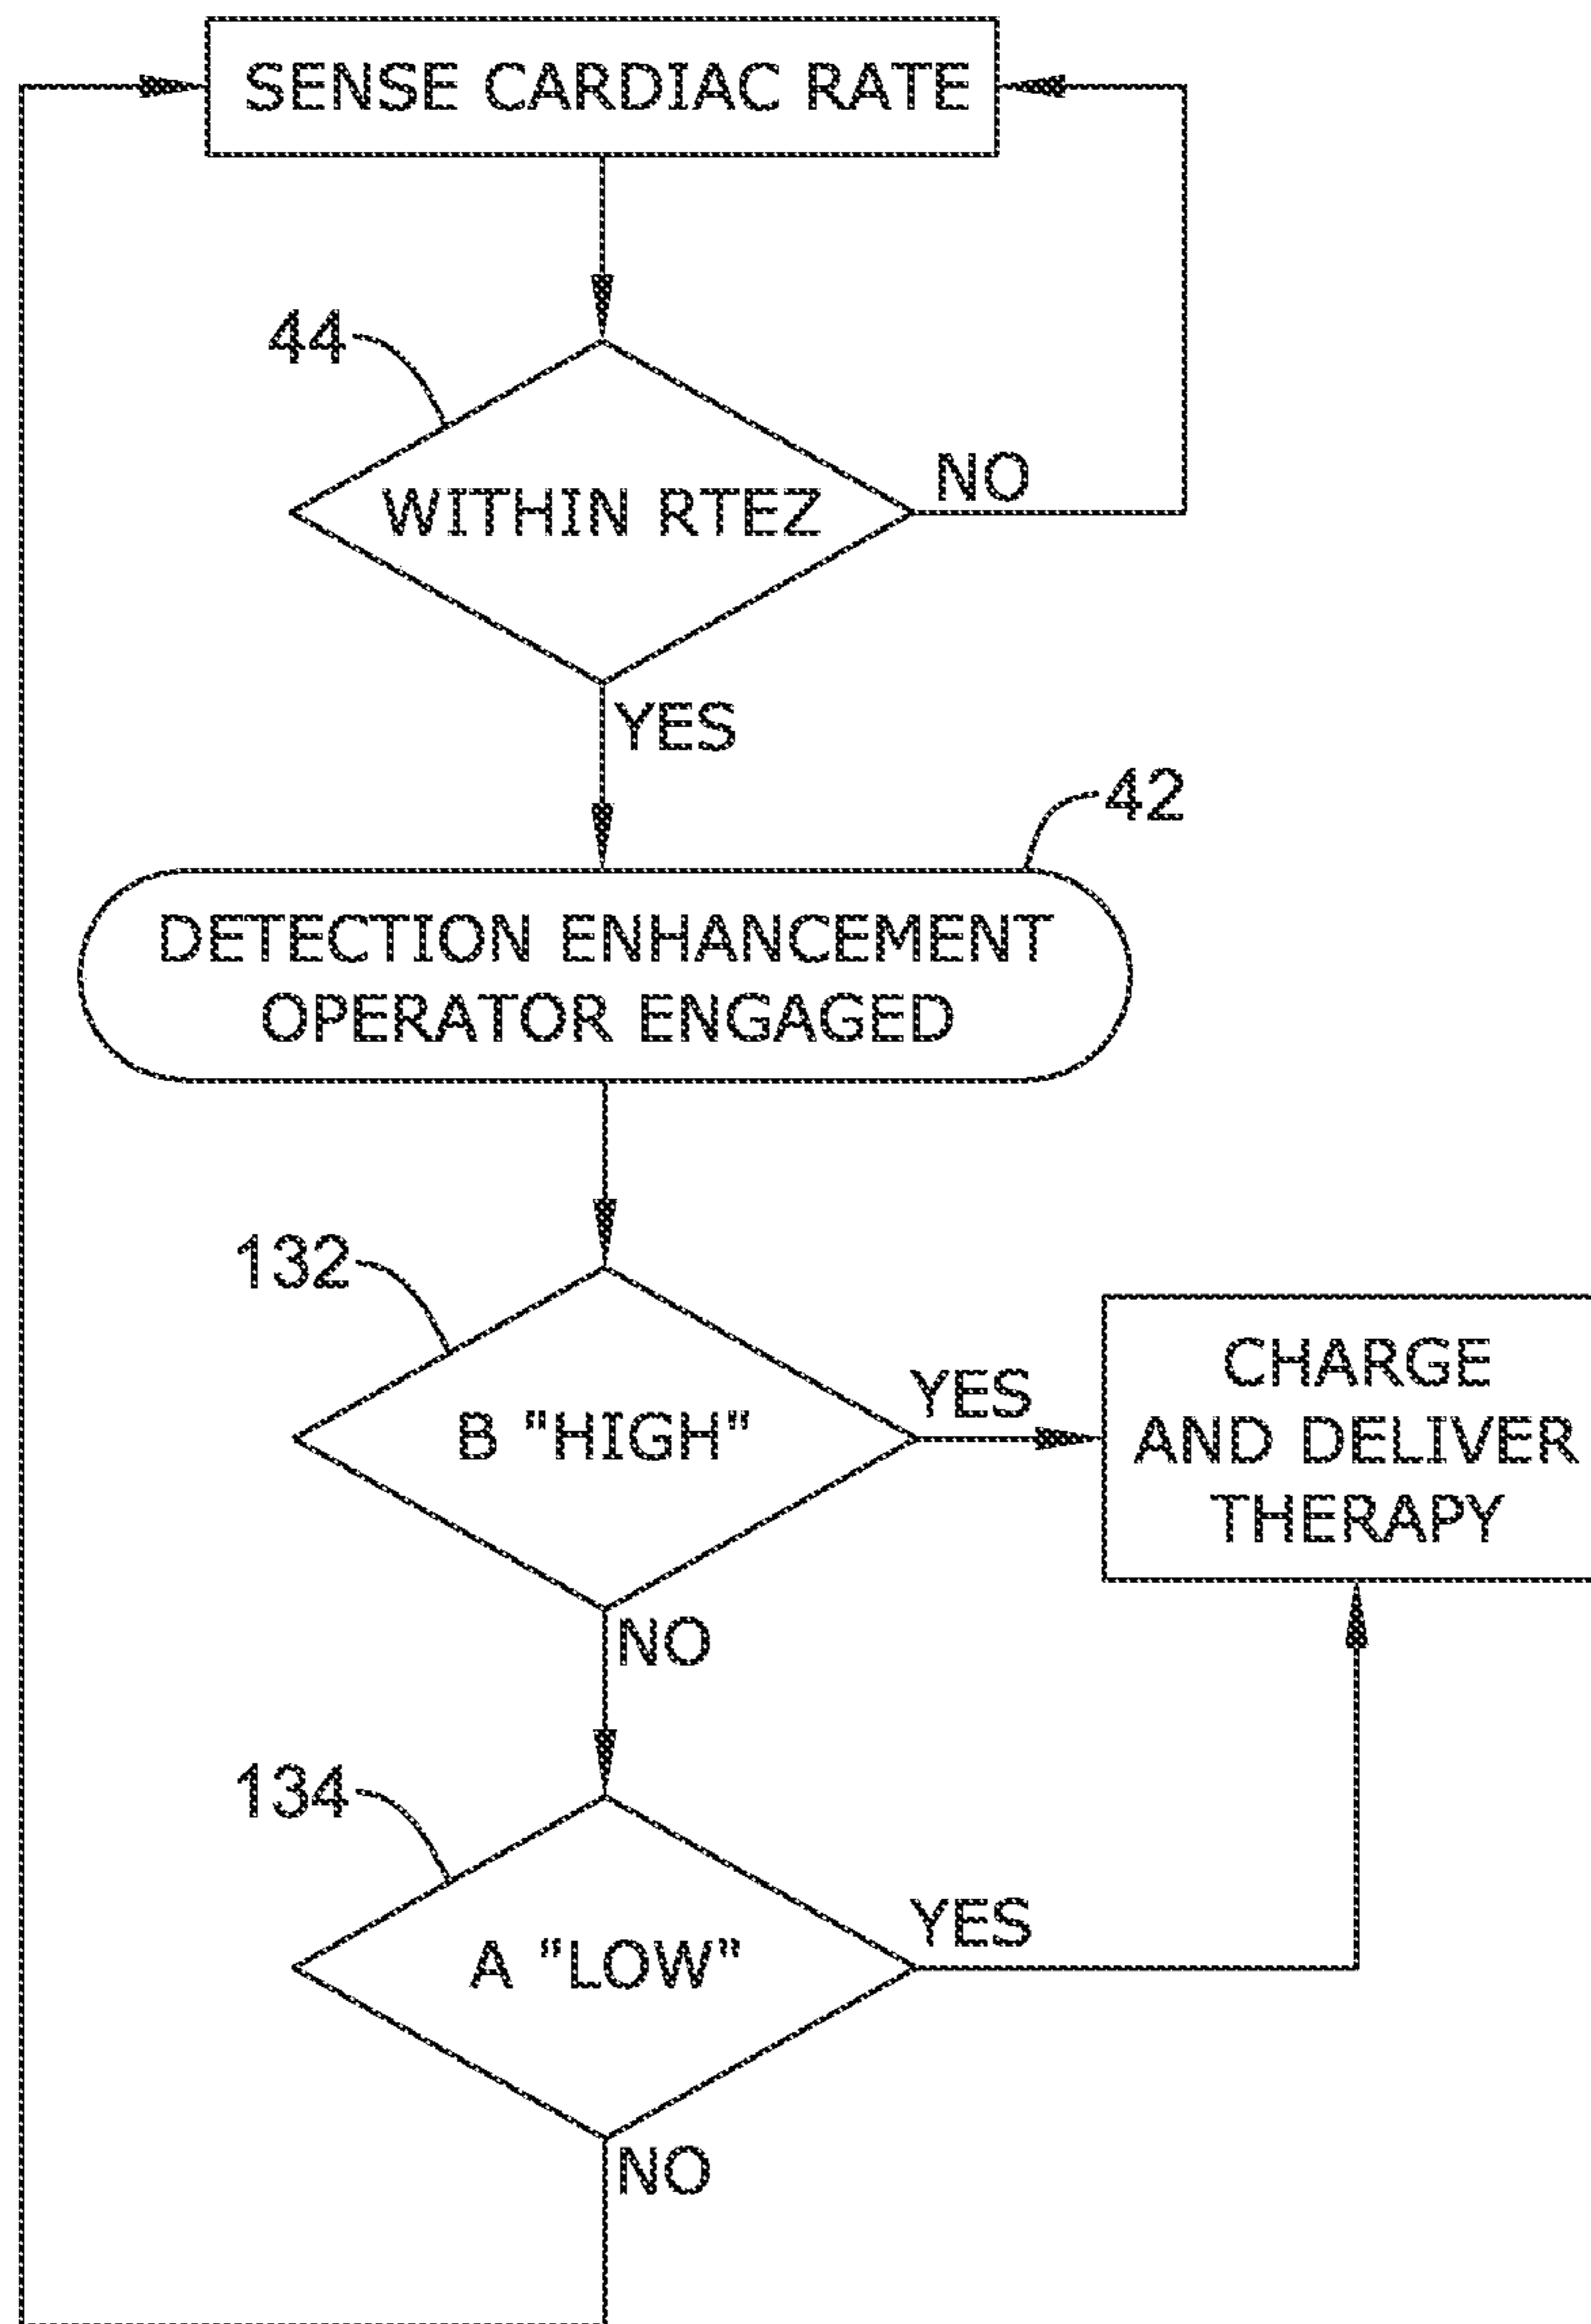 SENSE CARDIAC RATE
44
WITHIN RTEZ
NO
YES
42
DETECTION ENHANCEMENT
OPERATOR ENGAGED
132
B "HIGH"
YES
CHARGE
AND DELIVER
THERAPY
NO
134
A "LOW"
YES
NO